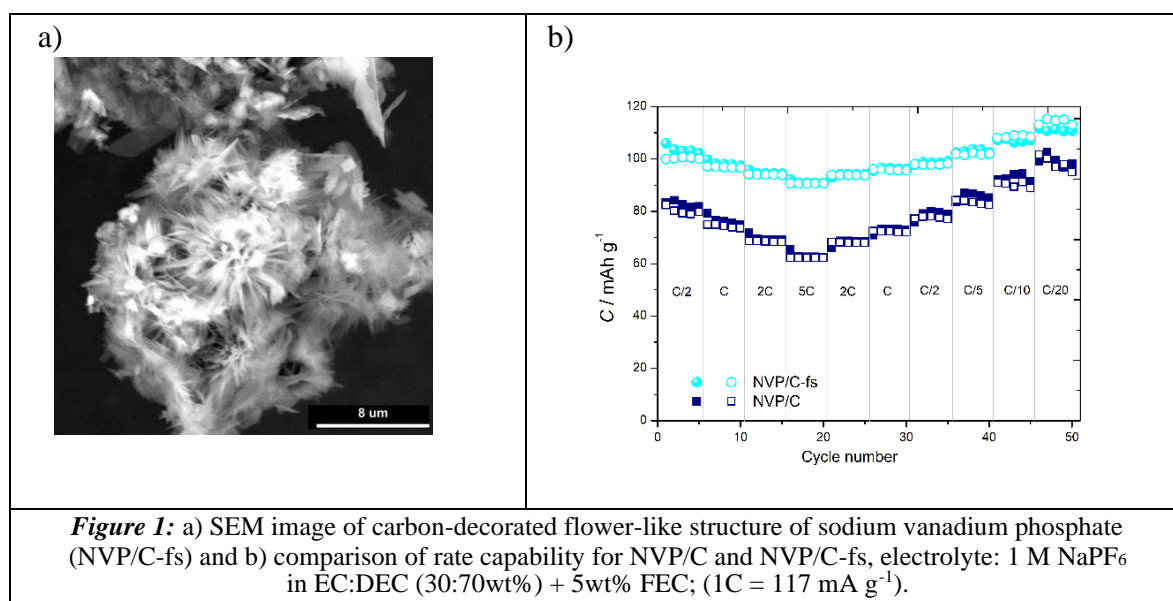 a)
8 um
b)
120
100
80
60
40
20
0
C / mAh g⁻¹
C/2 C 2C 5C 2C C C/2 C/5 C/10 C/20
NVP/C-fs
NVP/C
0 10 20 30 40 50
Cycle number
Figure 1: a) SEM image of carbon-decorated flower-like structure of sodium vanadium phosphate
(NVP/C-fs) and b) comparison of rate capability for NVP/C and NVP/C-fs, electrolyte: 1 M NaPF₆
in EC:DEC (30:70wt%) + 5wt% FEC; (1C = 117 mA g⁻¹).